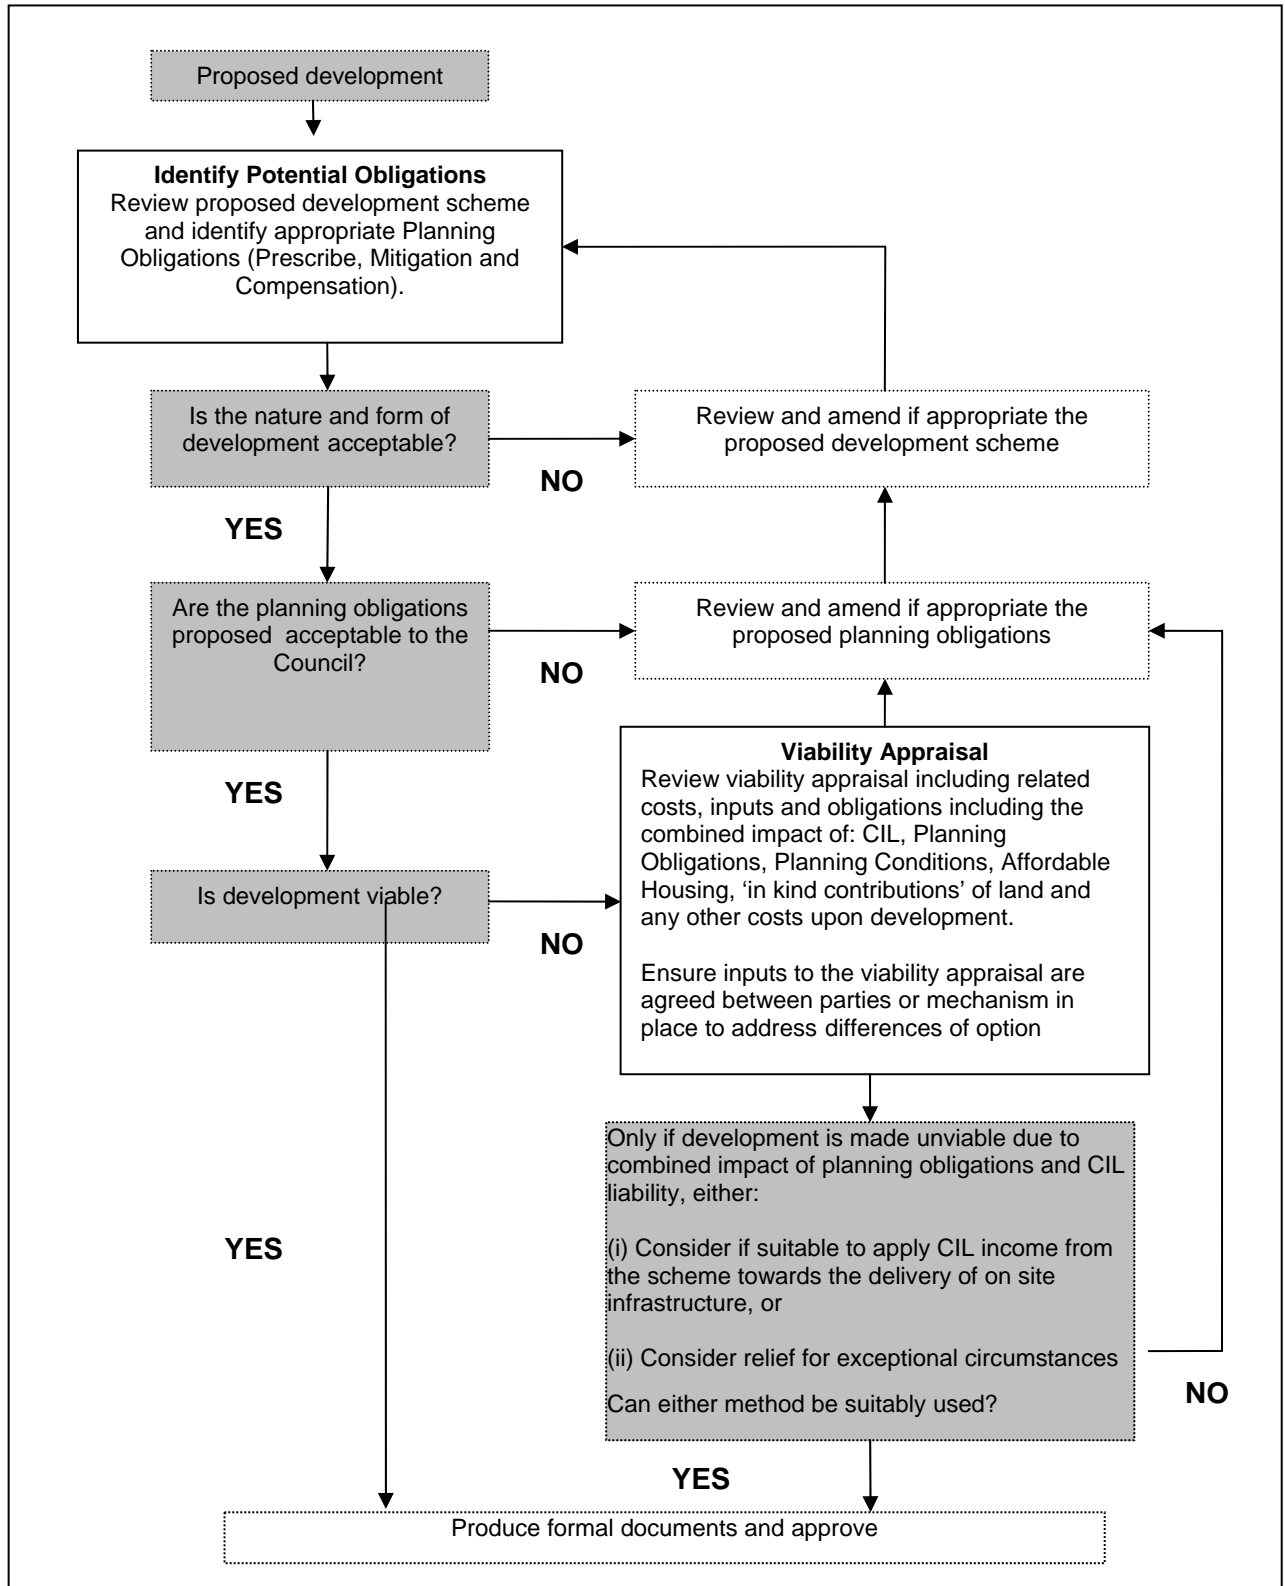 Proposed development
Identify Potential Obligations
Review proposed development scheme
and identify appropriate Planning
Obligations (Prescribe, Mitigation and
Compensation).
Is the nature and form of
development acceptable?
NO
Review and amend if appropriate the
proposed development scheme
YES
Are the planning obligations
proposed acceptable to the
Council?
NO
Review and amend if appropriate the
proposed planning obligations
YES
Viability Appraisal
Review viability appraisal including related
costs, inputs and obligations including the
combined impact of: CIL, Planning
Obligations, Planning Conditions, Affordable
Housing, ‘in kind contributions’ of land and
any other costs upon development.
Ensure inputs to the viability appraisal are
agreed between parties or mechanism in
place to address differences of option
Is development viable?
NO
Only if development is made unviable due to
combined impact of planning obligations and CIL
liability, either:
(i) Consider if suitable to apply CIL income from
the scheme towards the delivery of on site
infrastructure, or
(ii) Consider relief for exceptional circumstances
Can either method be suitably used?
NO
YES
YES
Produce formal documents and approve